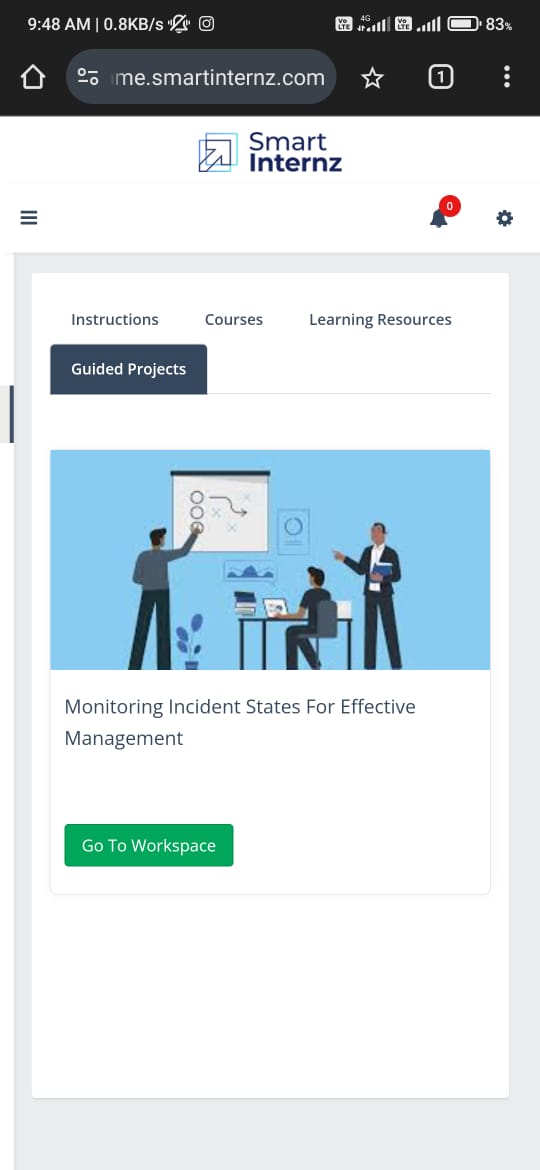 9:48 AM | 0.8KB/s
Vo LTE 4G Vo LTE 83%
me.smartinternz.com 1
Smart
Internz
0
Instructions Courses Learning Resources
Guided Projects
Monitoring Incident States For Effective
Management
Go To Workspace